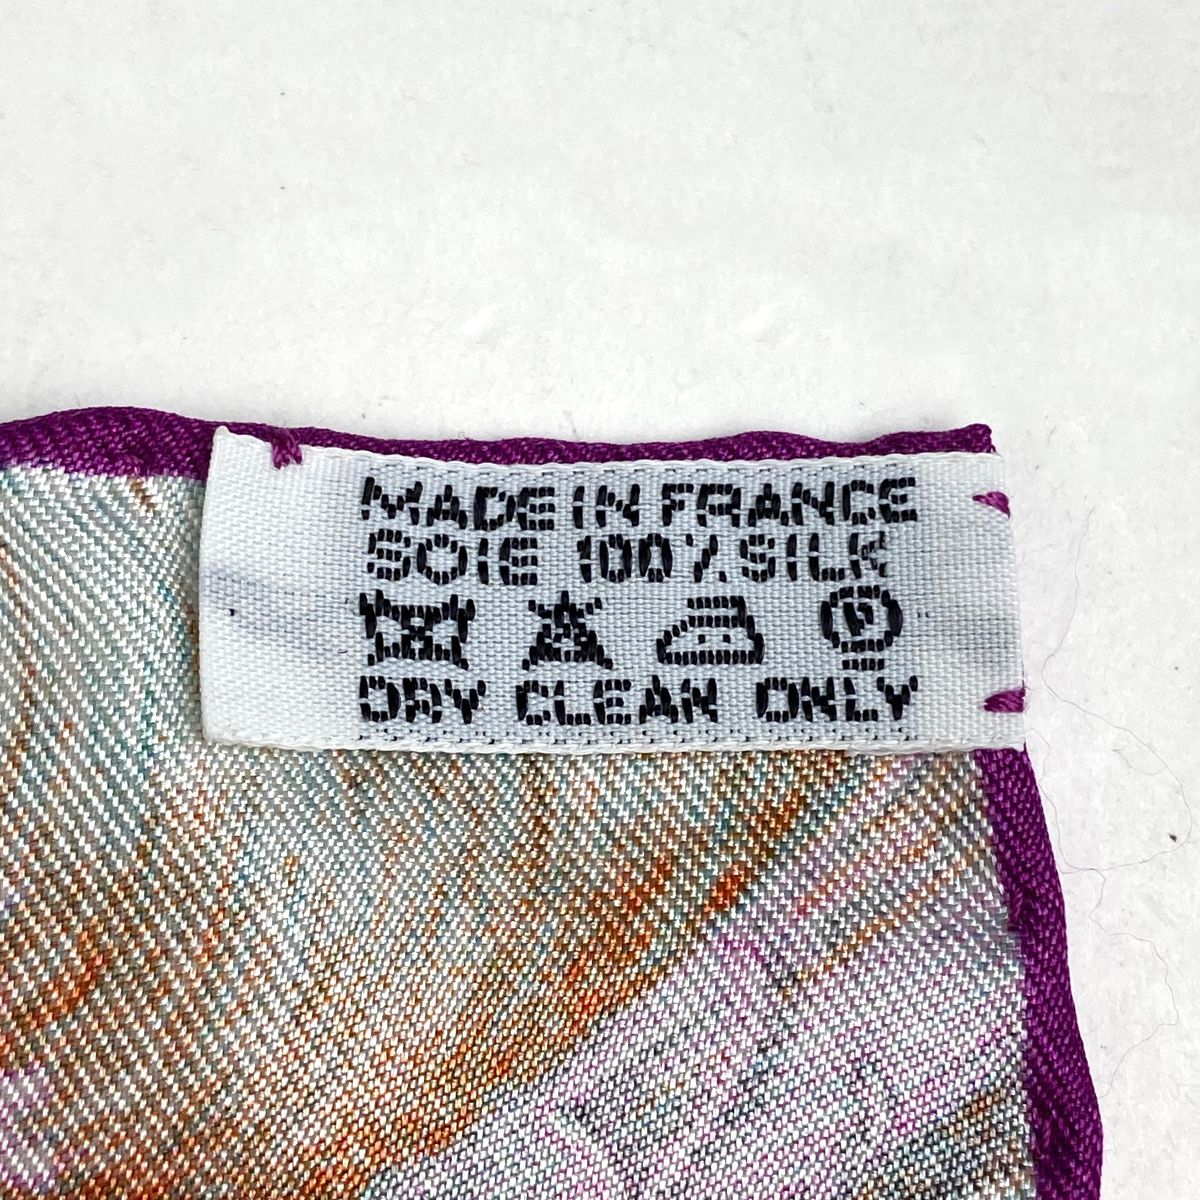 MADE IN FRANCE
SOIE 100% SILK
P
DRY CLEAN ONLY